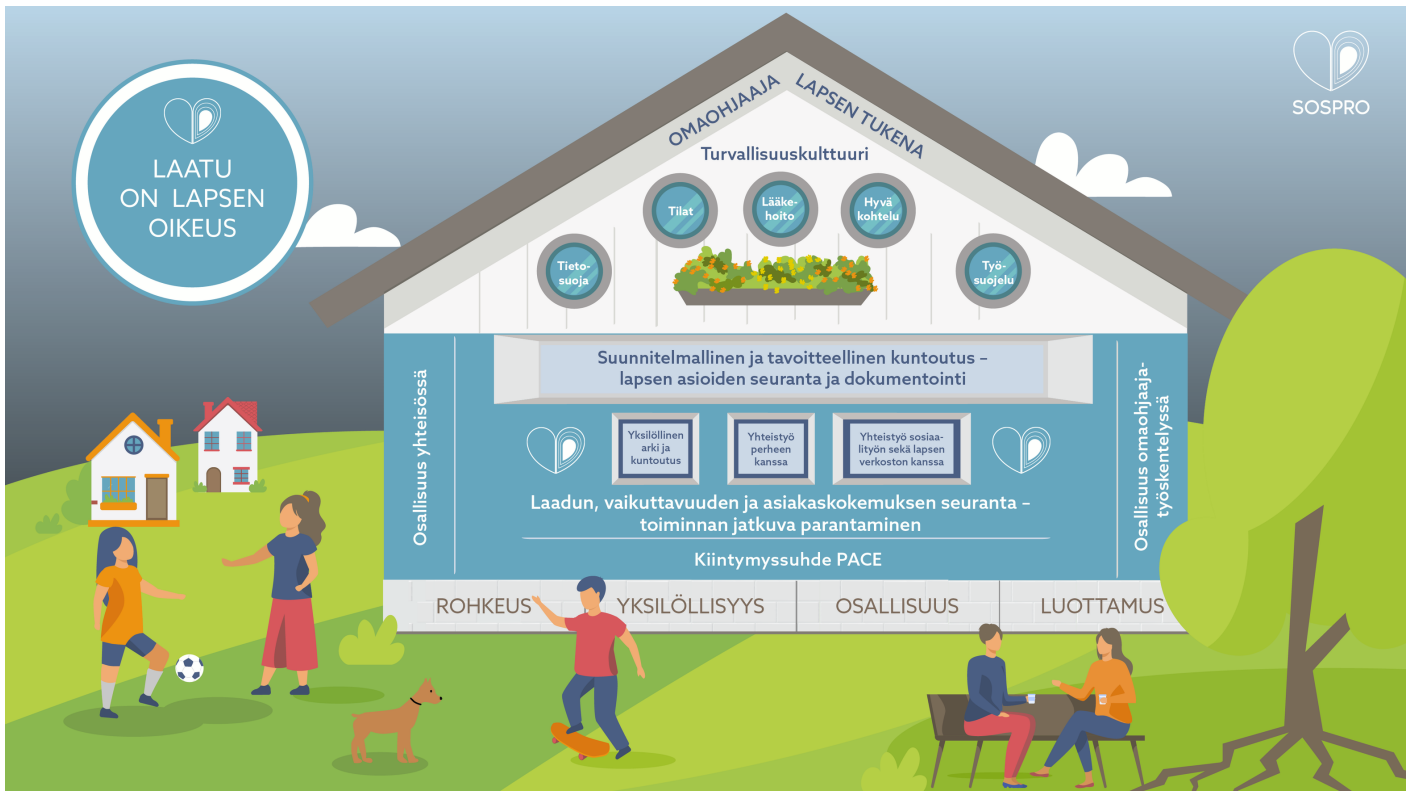 LAATU
ON LAPSEN
OIKEUS
SOSPRO
OMAOHJAAJA
LAPSEN TUKENA
Turvallisuuskulttuuri
Tieto-
suoja
Tilat
Lääke-
hoito
Hyvä
kohtelu
Työ-
suojelu
Osallisuus yhteisössä
Suunnitelmallinen ja tavoitteellinen kuntoutus –
lapsen asioiden seuranta ja dokumentointi
Yksilöllinen
arki ja
kuntoutus
Yhteistyö
perheen
kanssa
Yhteistyö sosiaa-
lityön sekä lapsen
verkoston kanssa
Laadun, vaikuttavuuden ja asiakaskokemuksen seuranta –
toiminnan jatkuva parantaminen
Kiintymyssuhde PACE
Osallisuus omaohjaaja-
työskentelyssä
ROHKEUS
YKSILÖLLISYYS
OSALLISUUS
LUOTTAMUS